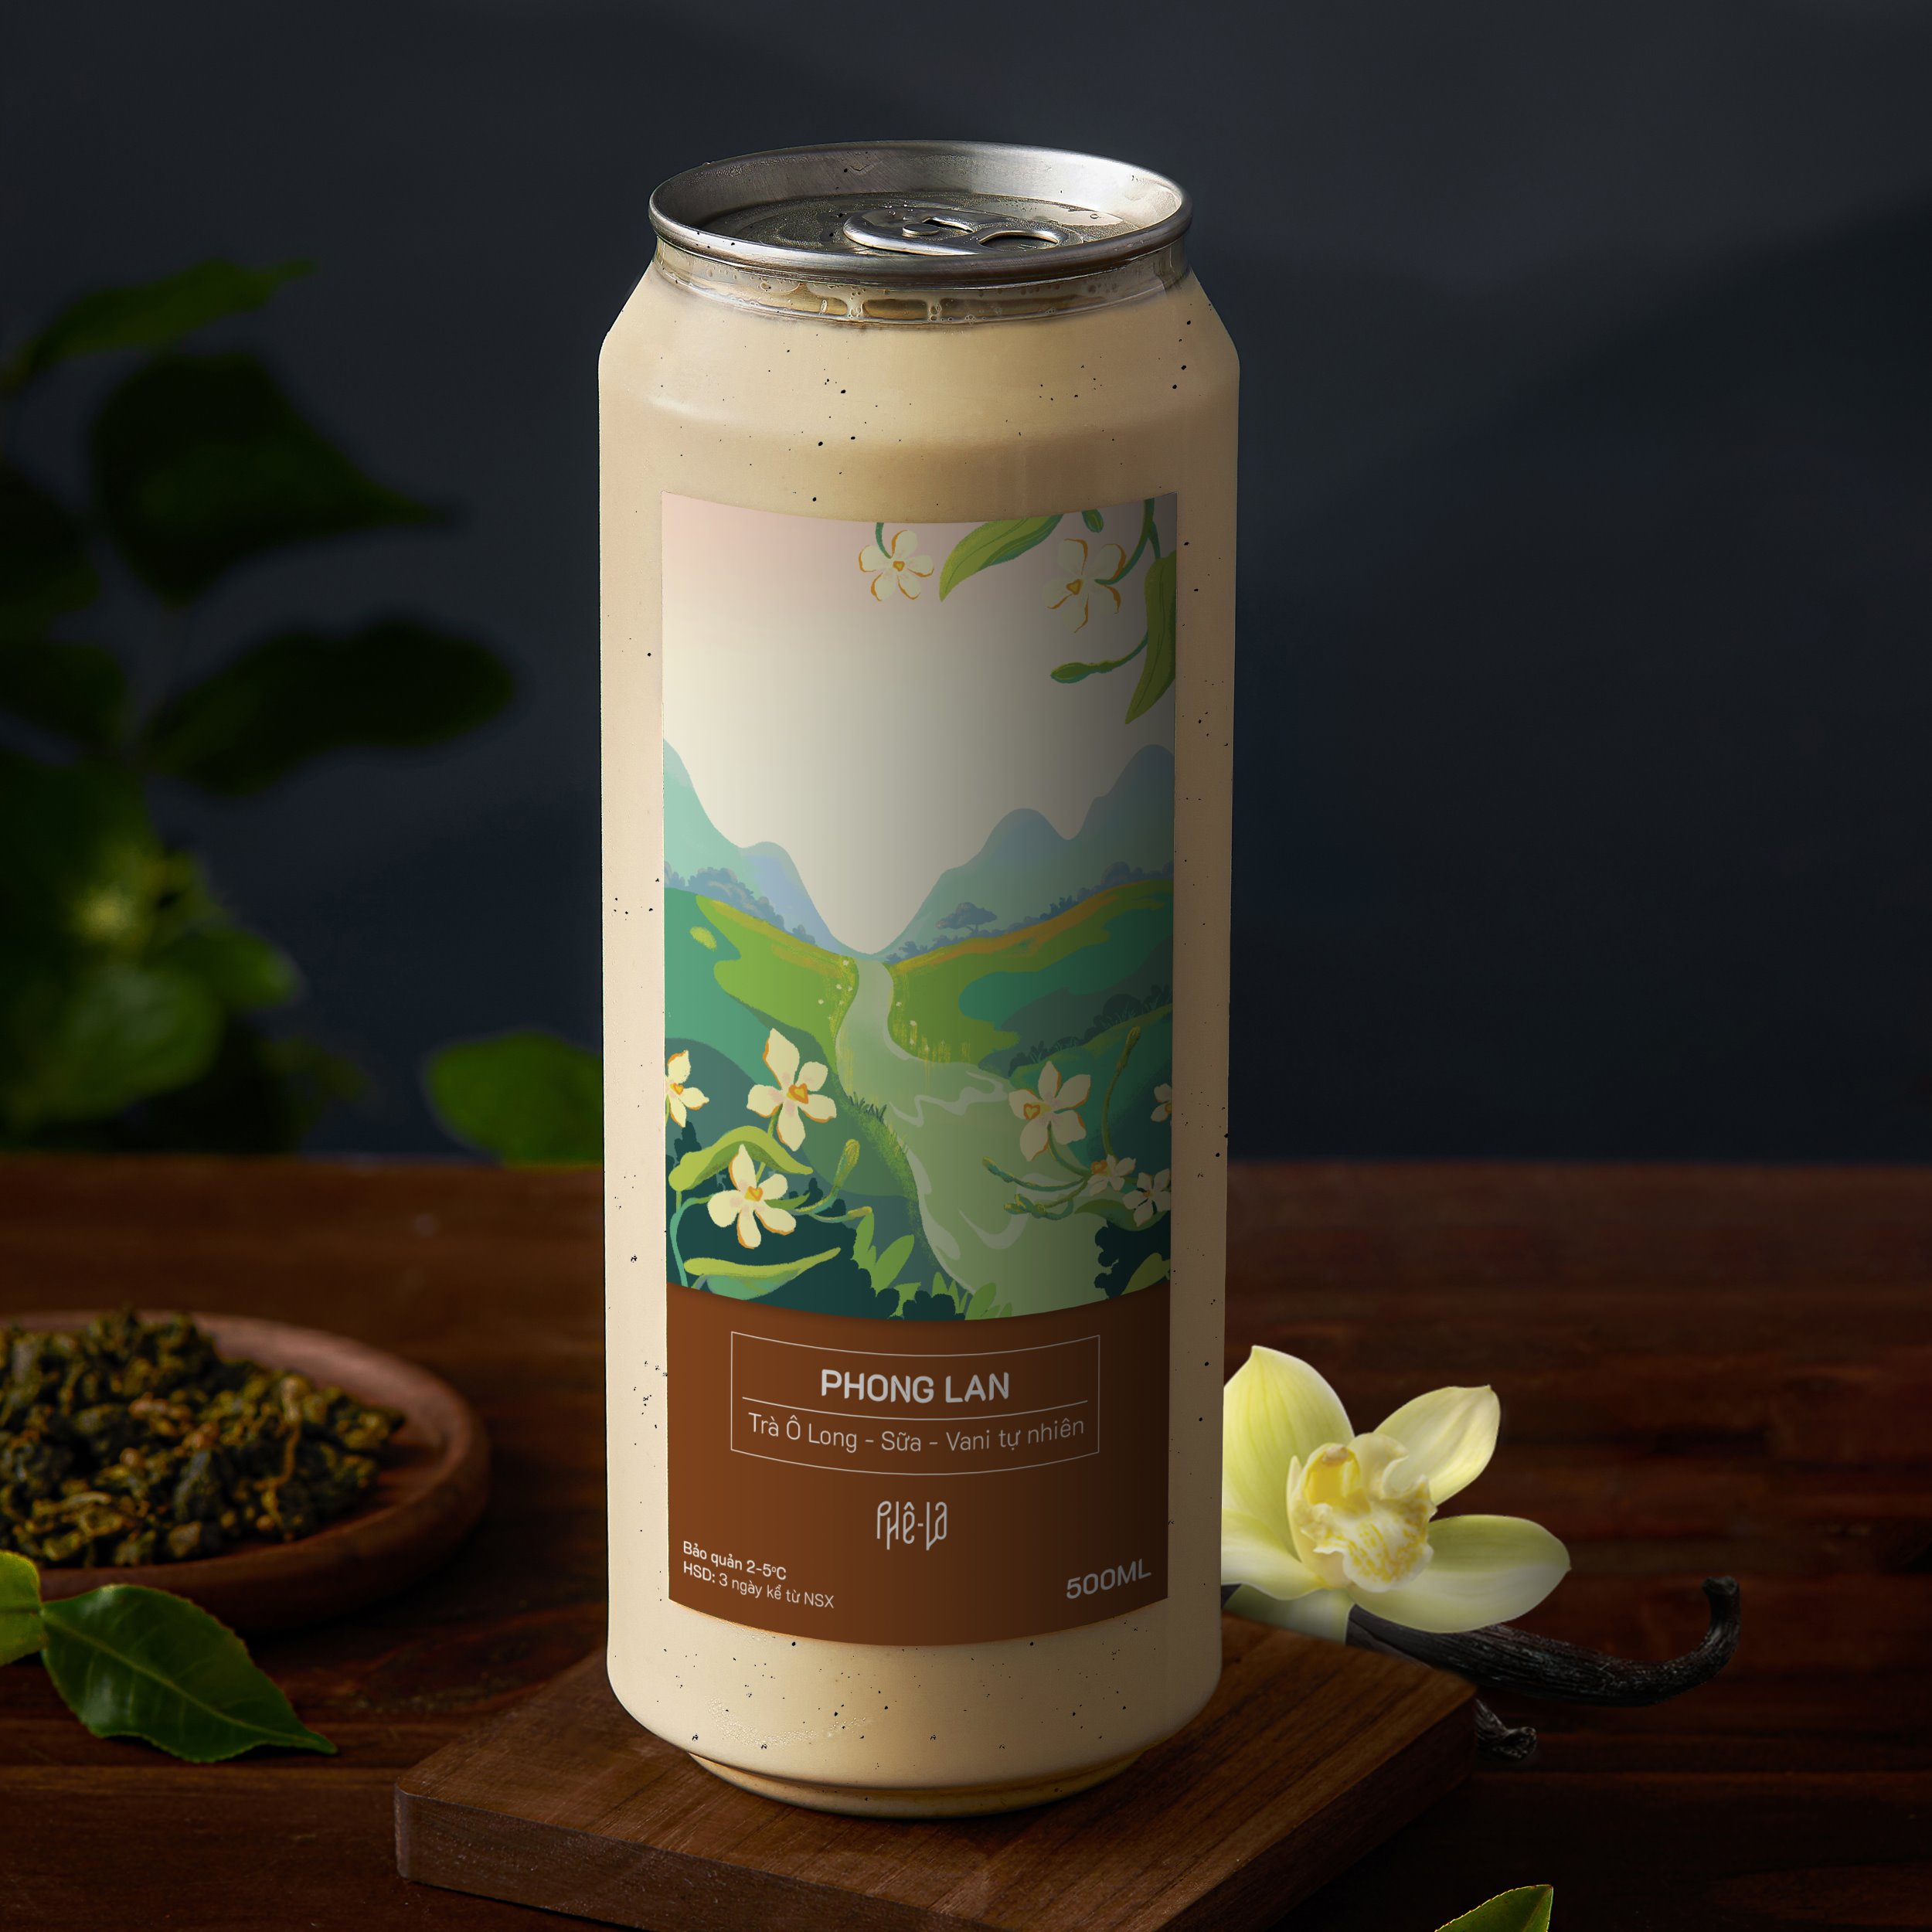 PHONG LAN
Trà Ô Long - Sữa - Vani tự nhiên
Phê-La
Bảo quản 2-5°C
HSD: 3 ngày kể từ NSX
500ML